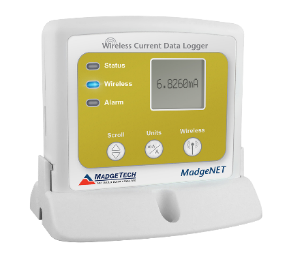 Wireless Current Data Logger
Status
Wireless
Alarm
6.8260mA
Scroll
Units
Wireless
MADGETECH
MadgeNET